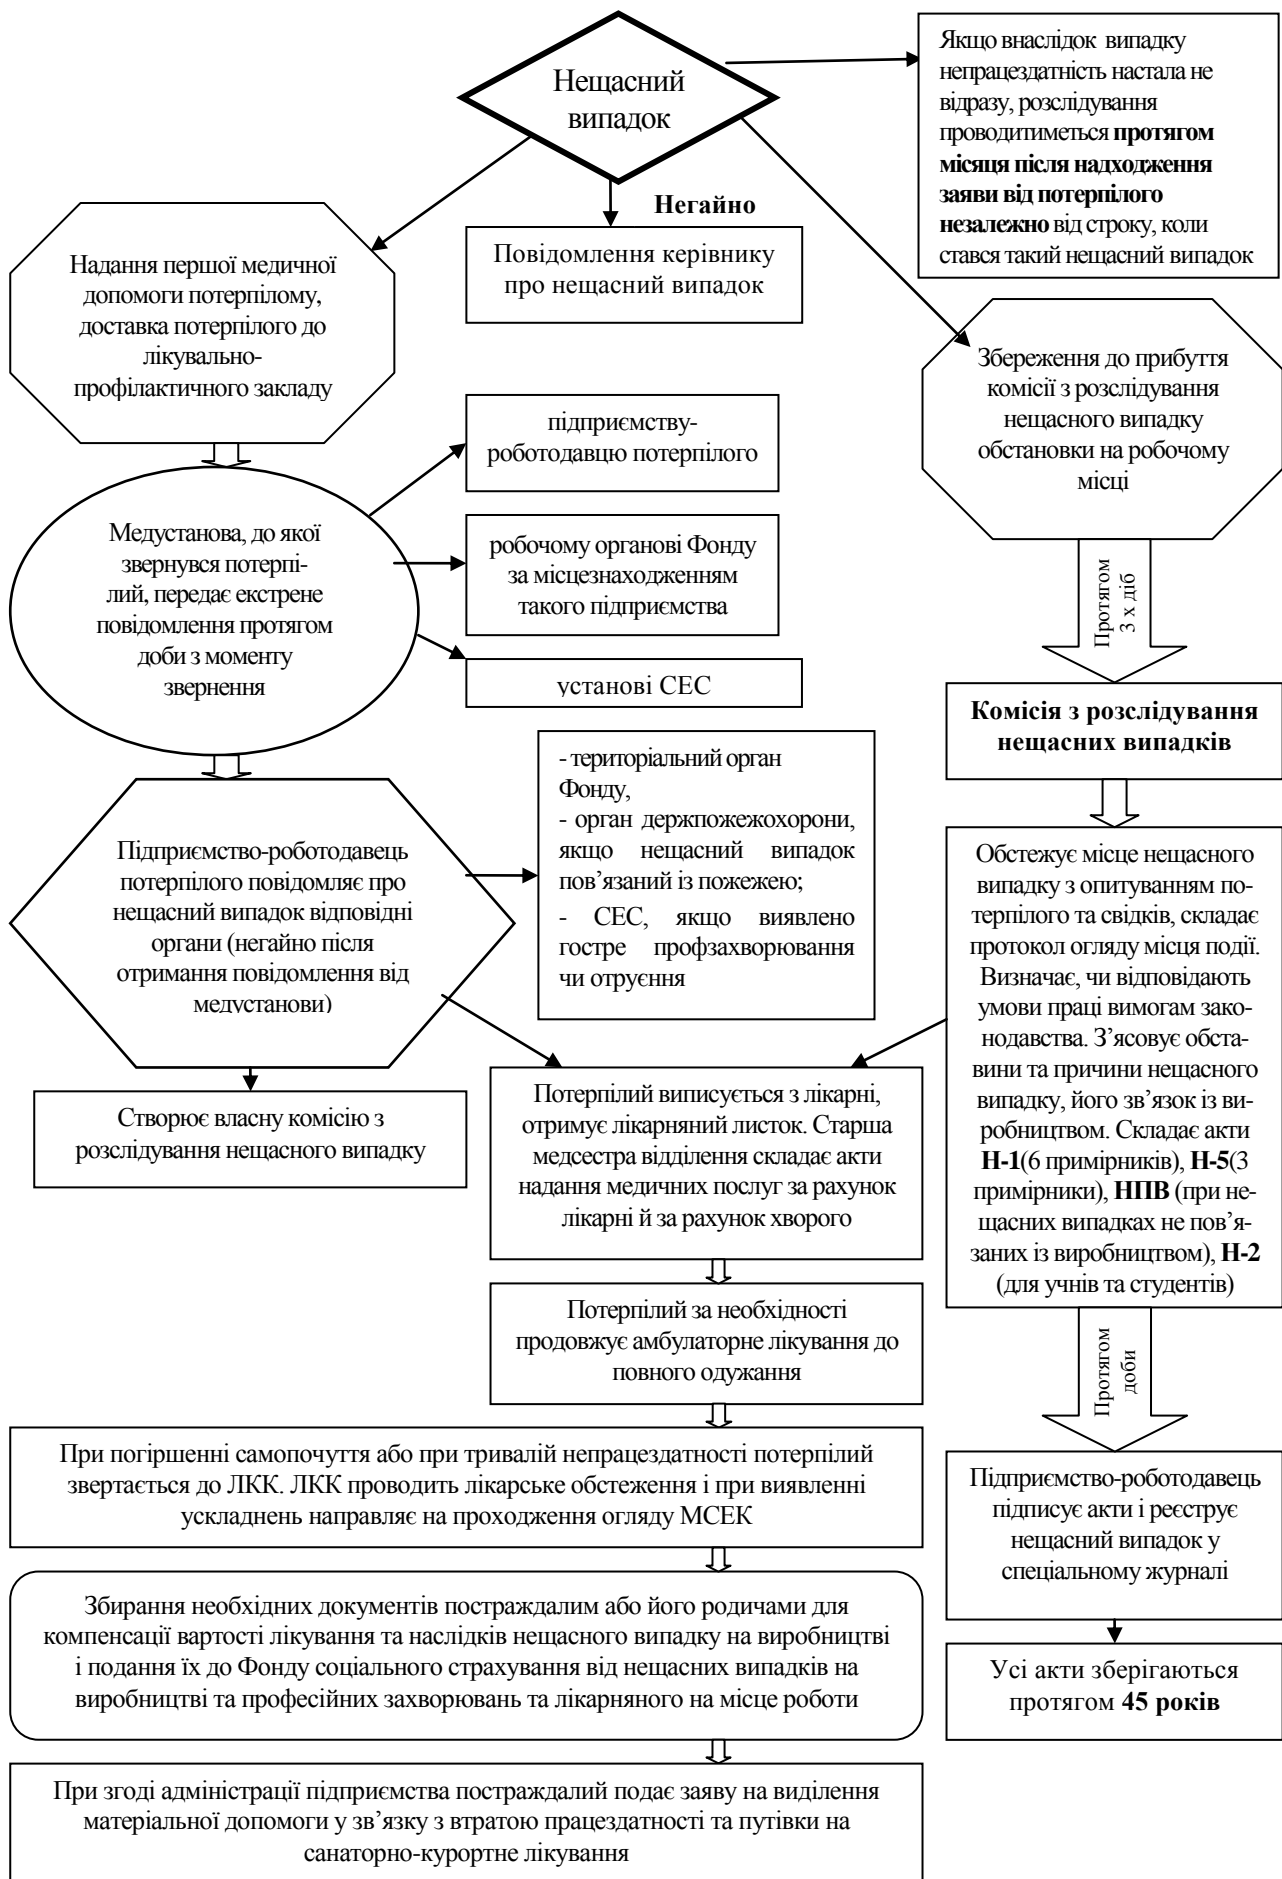 Нещасний
випадок
Якщо внаслідок випадку
непрацездатність настала не
відразу, розслідування
проводитиметься протягом
місяця після надходження
заяви від потерпілого
незалежно від строку, коли
стався такий нещасний випадок
Негайно
Повідомлення керівнику
про нещасний випадок
Надання першої медичної
допомоги потерпілому,
доставка потерпілого до
лікувально-
профілактичного закладу
Збереження до прибуття
комісії з розслідування
нещасного випадку
обстановки на робочому
місці
підприємству-
роботодавцю потерпілого
Медустанова, до якої
звернувся потерпі-
лий, передає екстрене
повідомлення протягом
доби з моменту
звернення
робочому органові Фонду
за місцезнаходженням
такого підприємства
установі СЕС
Протягом
3 х діб
Комісія з розслідування
нещасних випадків
- територіальний орган
Фонду,
- орган держпожежохорони,
якщо нещасний випадок
пов’язаний із пожежею;
- СЕС, якщо виявлено
гостре профзахворювання
чи отруєння
Підприємство-роботодавець
потерпілого повідомляє про
нещасний випадок відповідні
органи (негайно після
отримання повідомлення від
медустанови)
Обстежує місце нещасного
випадку з опитуванням по-
терпілого та свідків, складає
протокол огляду місця події.
Визначає, чи відповідають
умови праці вимогам зако-
нодавства. З’ясовує обста-
вини та причини нещасного
випадку, його зв’язок із ви-
робництвом. Складає акти
Н-1(6 примірників), Н-5(3
примірники), НПВ (при не-
щасних випадках не пов’я-
заних із виробництвом), Н-2
(для учнів та студентів)
Створює власну комісію з
розслідування нещасного випадку
Потерпілий виписується з лікарні,
отримує лікарняний листок. Старша
медсестра відділення складає акти
надання медичних послуг за рахунок
лікарні й за рахунок хворого
Потерпілий за необхідності
продовжує амбулаторне лікування до
повного одужання
Протягом
доби
При погіршенні самопочуття або при тривалій непрацездатності потерпілий
звертається до ЛКК. ЛКК проводить лікарське обстеження і при виявленні
ускладнень направляє на проходження огляду МСЕК
Підприємство-роботодавець
підписує акти і реєструє
нещасний випадок у
спеціальному журналі
Збирання необхідних документів постраждалим або його родичами для
компенсації вартості лікування та наслідків нещасного випадку на виробництві
і подання їх до Фонду соціального страхування від нещасних випадків на
виробництві та професійних захворювань та лікарняного на місце роботи
Усі акти зберігаються
протягом 45 років
При згоді адміністрації підприємства постраждалий подає заяву на виділення
матеріальної допомоги у зв’язку з втратою працездатності та путівки на
санаторно-курортне лікування